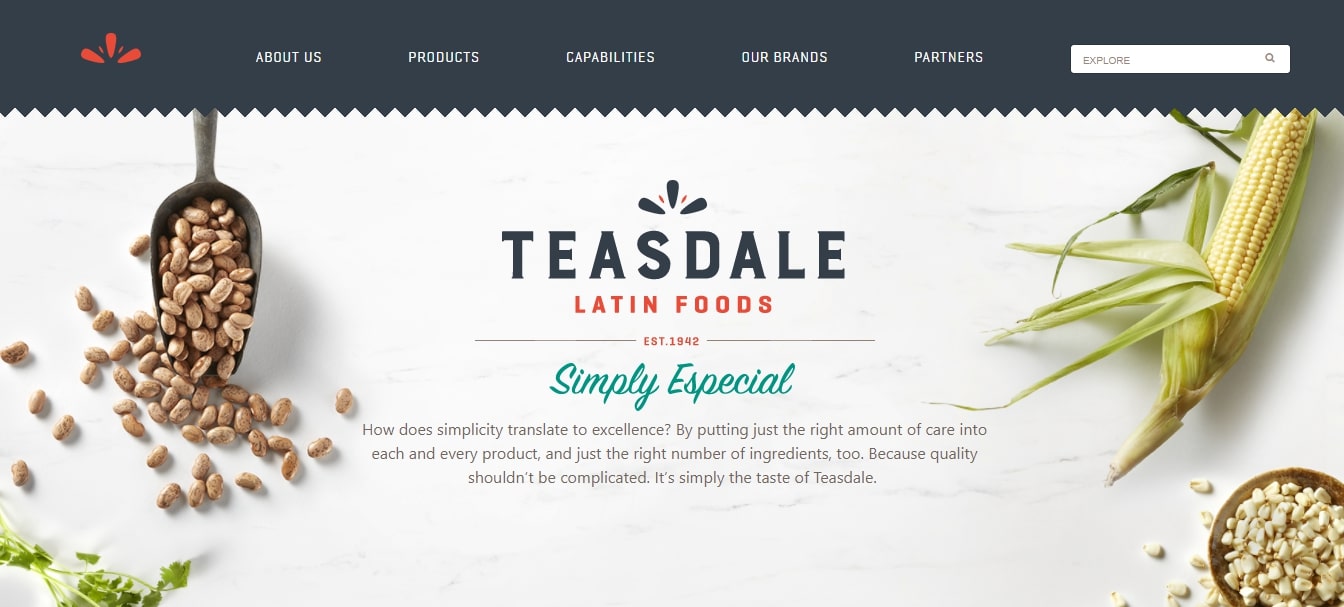 ABOUT US
PRODUCTS
CAPABILITIES
OUR BRANDS
PARTNERS
EXPLORE
TEASDALE
LATIN FOODS
EST.1942
Simply Especial
How does simplicity translate to excellence? By putting just the right amount of care into
each and every product, and just the right number of ingredients, too. Because quality
shouldn’t be complicated. It’s simply the taste of Teasdale.